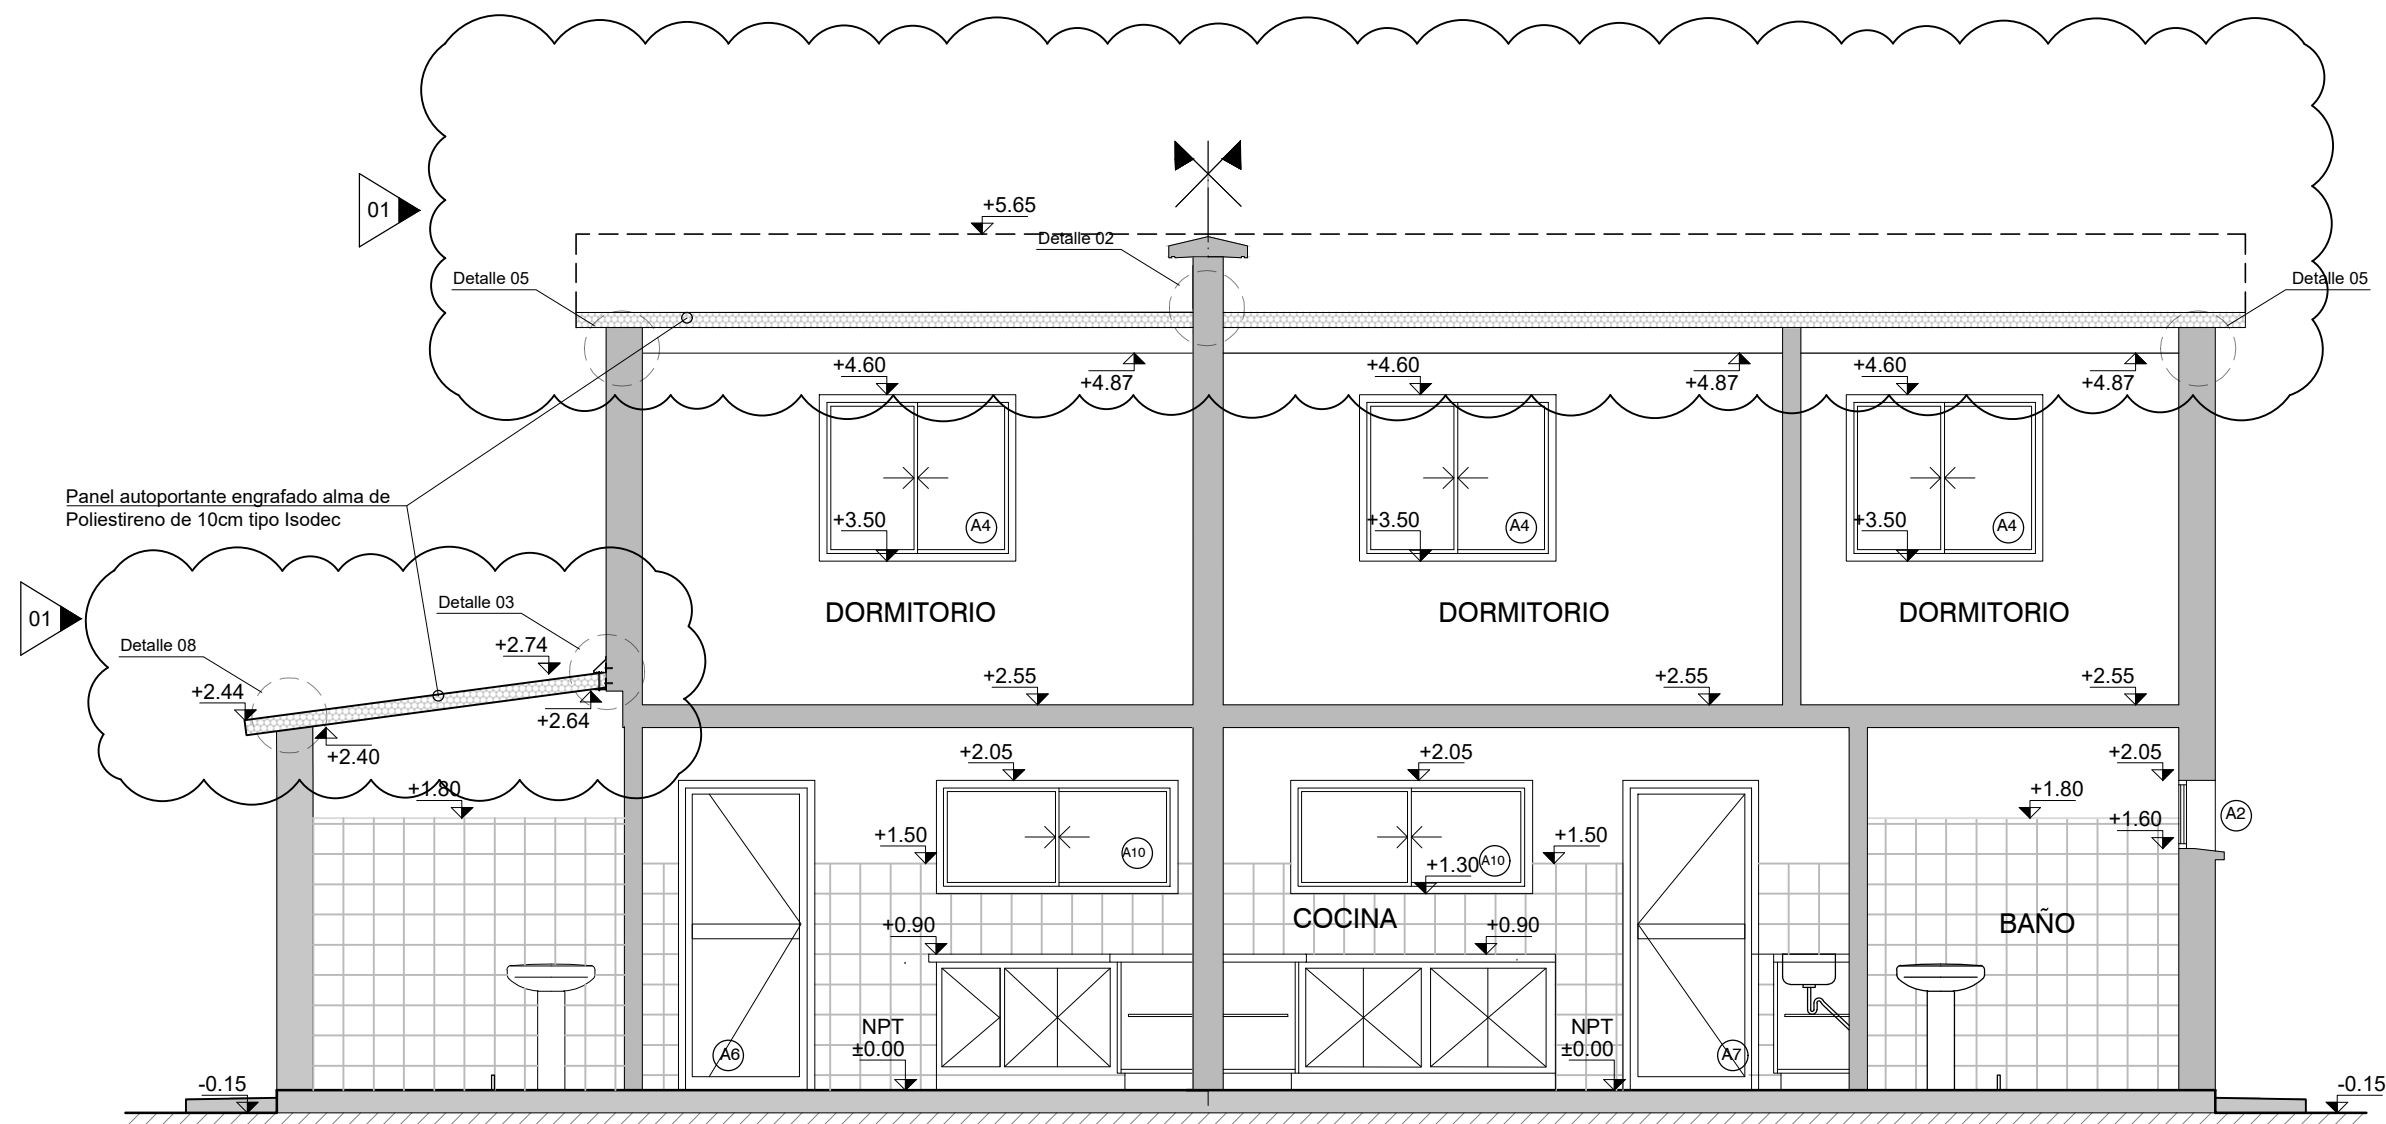 01
+5.65
Detalle 02
Detalle 05
Detalle 05
+4.60
+4.87
+4.60
+4.87
+4.60
+4.87
Panel autoportante engrafado alma de
Poliestireno de 10cm tipo Isodec
+3.50
A4
+3.50
A4
+3.50
A4
01
Detalle 03
DORMITORIO
DORMITORIO
DORMITORIO
Detalle 08
+2.74
+2.44
+2.64
+2.55
+2.55
+2.55
+2.40
+2.05
+2.05
+2.05
+1.80
+1.80
A2
+1.60
+1.50
A10
+1.50
A10
+1.30
COCINA
BAÑO
+0.90
+0.90
NPT
±0.00
NPT
±0.00
A6
A7
-0.15
-0.15